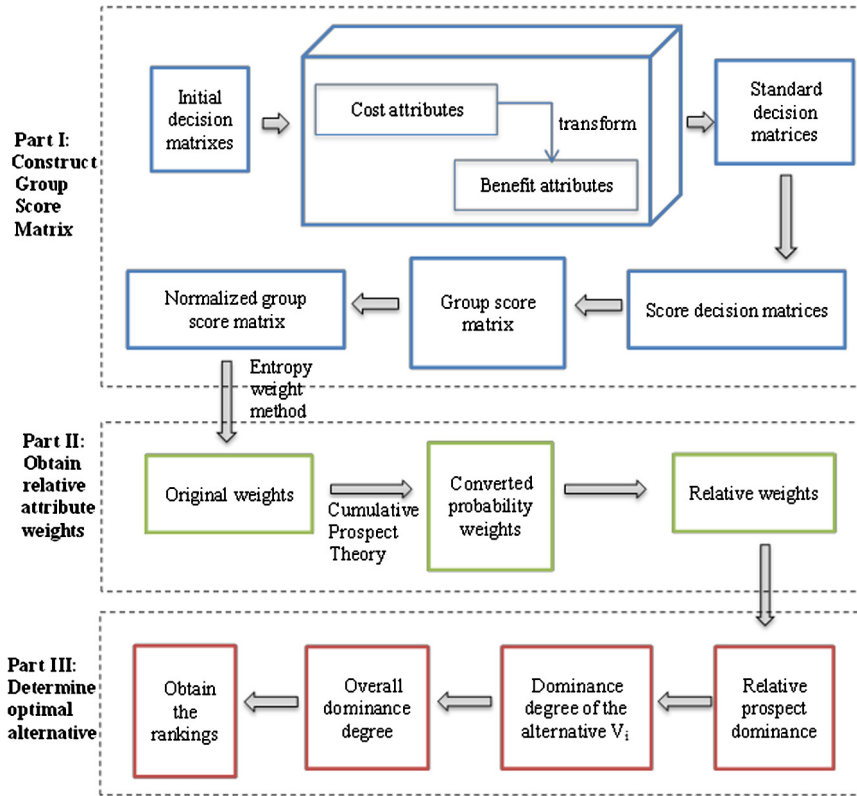 Part I:
Construct
Group
Score
Matrix
Initial
decision
matrixes
Cost attributes
transform
Benefit attributes
Standard
decision
matrices
Normalized group
score matrix
Group score
matrix
Score decision matrices
Entropy
weight
method
Part II:
Obtain
relative
attribute
weights
Original weights
Cumulative
Prospect
Theory
Converted
probability
weights
Relative weights
Part III:
Determine
optimal
alternative
Obtain
the
rankings
Overall
dominance
degree
Dominance
degree of the
alternative Vi
Relative
prospect
dominance